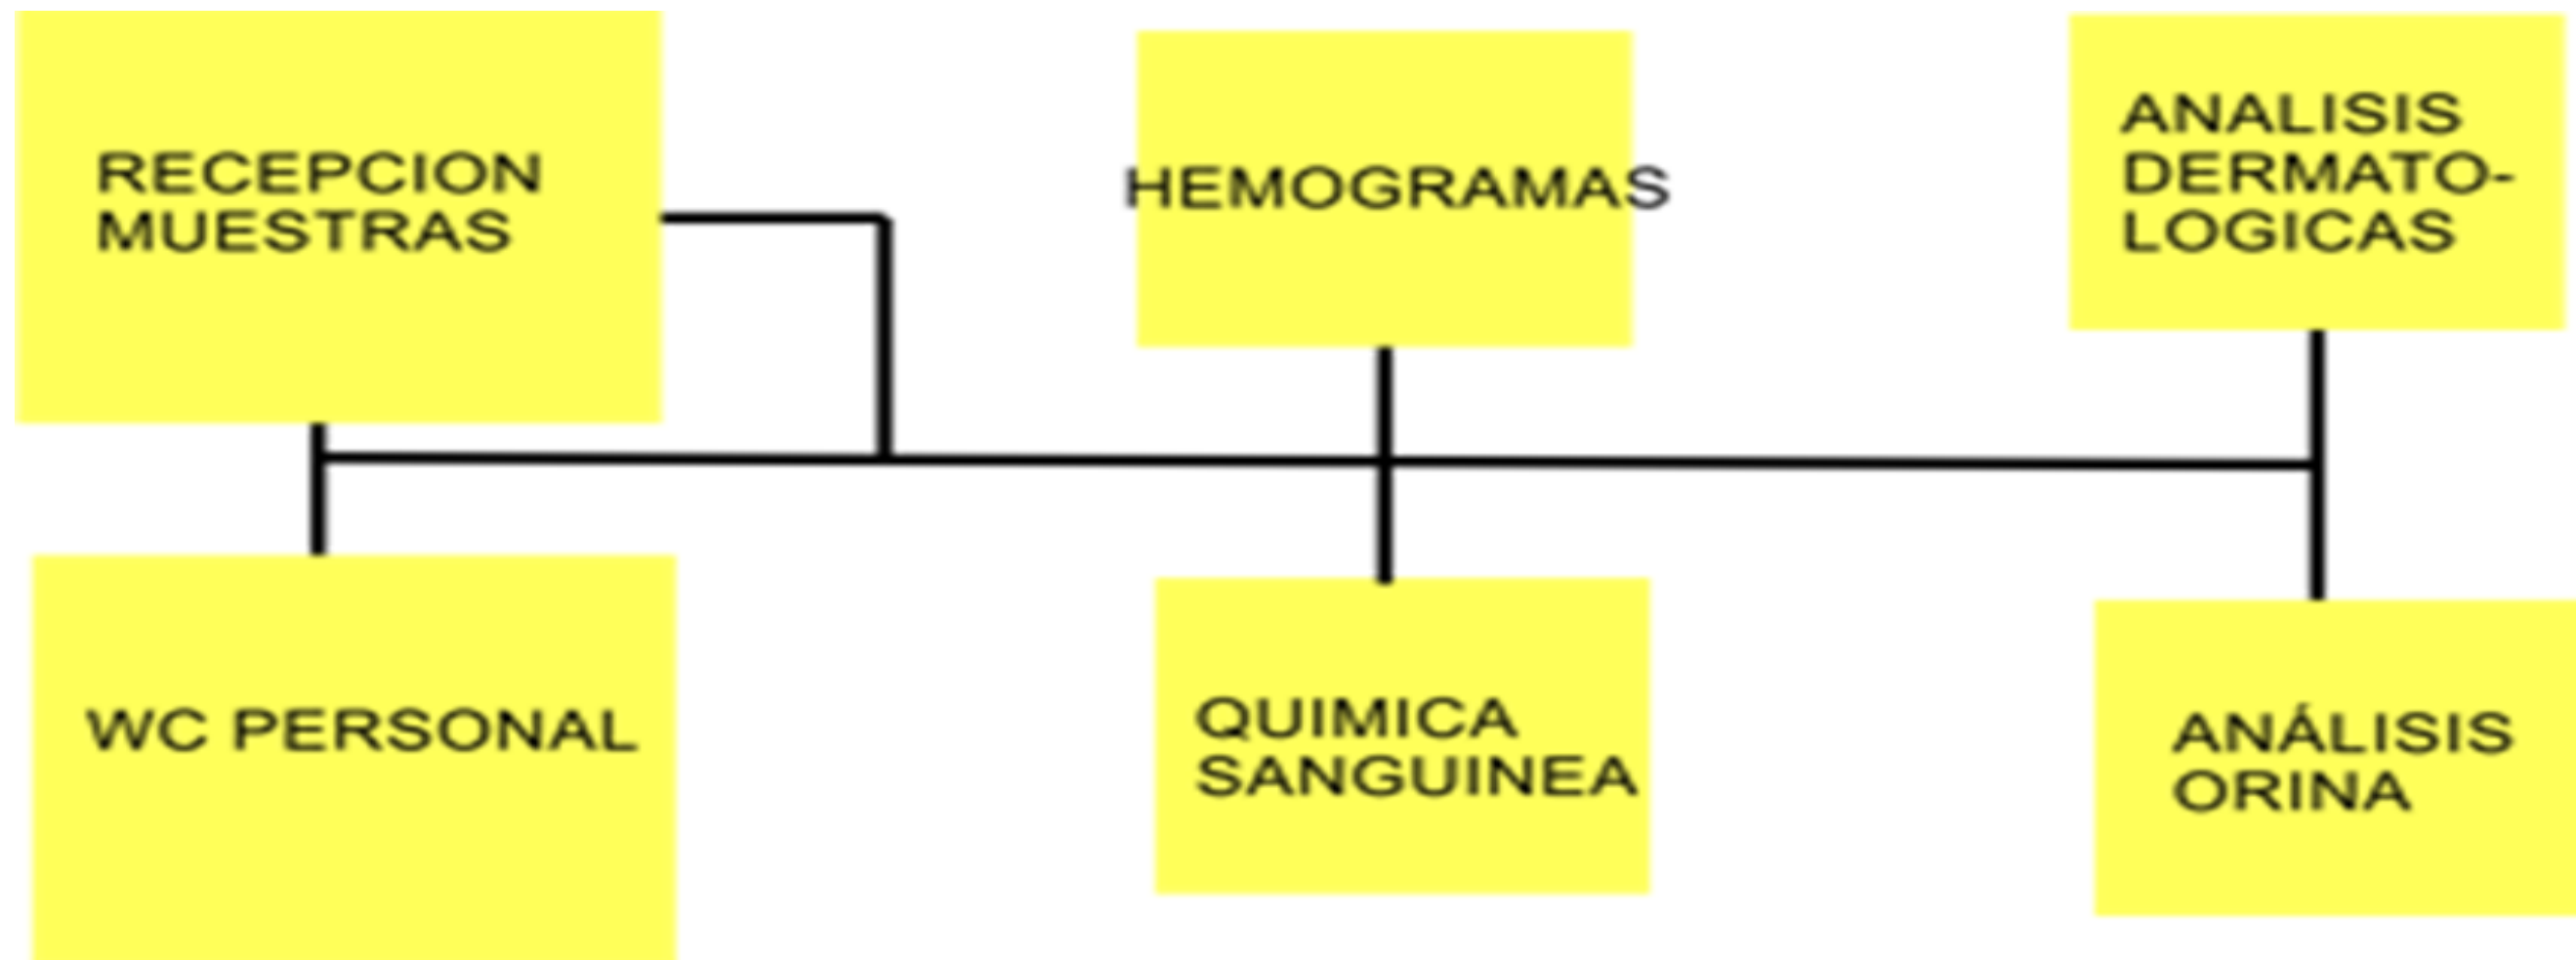 RECEPCION
MUESTRAS
HEMOGRAMAS
ANALISIS
DERMATO-
LOGICAS
WC PERSONAL
QUIMICA
SANGUINEA
ANÁLISIS
ORINA